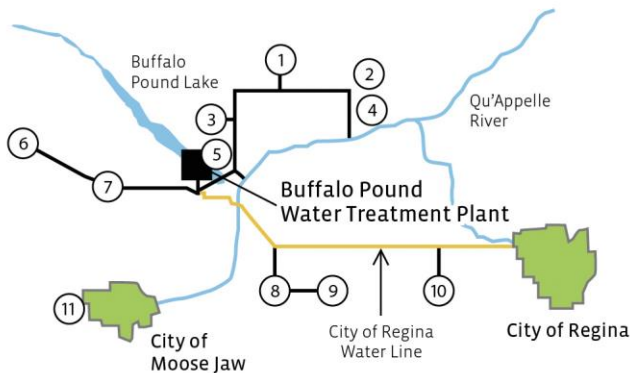 Buffalo
Pound Lake
1
2
Qu'Appelle
River
3
4
5
6
7
Buffalo Pound
Water Treatment Plant
8
9
10
11
City of
Moose Jaw
City of Regina
Water Line
City of Regina